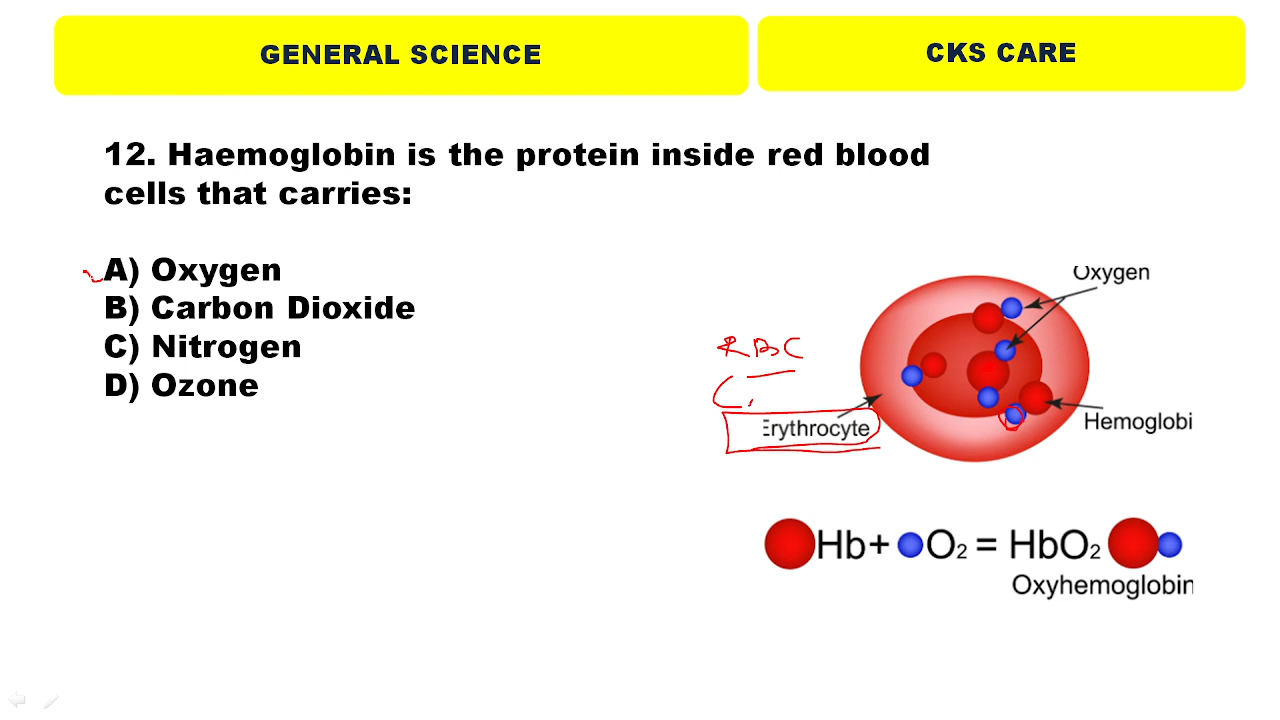 GENERAL SCIENCE
CKS CARE
12. Haemoglobin is the protein inside red blood
cells that carries:
A) Oxygen
B) Carbon Dioxide
C) Nitrogen
D) Ozone
Oxygen
RBC
Erythrocyte
Hemoglobi
Hb + O2 = HbO2
Oxyhemoglobin